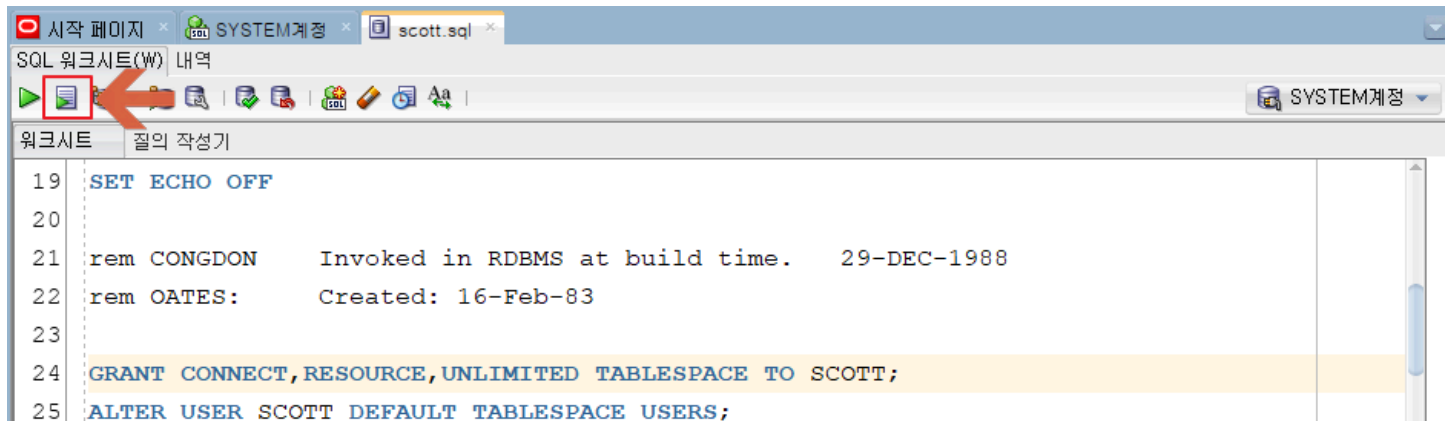 시작 페이지 SYSTEM계정 scott.sql
SQL 워크시트(W) 내역
SYSTEM계정
워크시트 질의 작성기
19 SET ECHO OFF
20
21 rem CONGDON    Invoked in RDBMS at build time.   29-DEC-1988
22 rem OATES:     Created: 16-Feb-83
23
24 GRANT CONNECT,RESOURCE,UNLIMITED TABLESPACE TO SCOTT;
25 ALTER USER SCOTT DEFAULT TABLESPACE USERS;